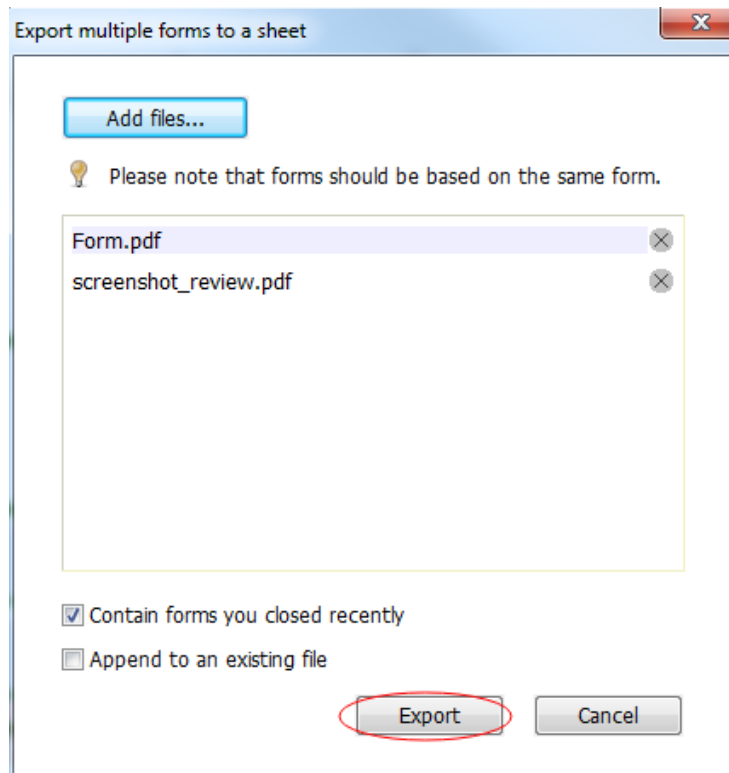 Export multiple forms to a sheet
Add files...
Please note that forms should be based on the same form.
Form.pdf
screenshot_review.pdf
Contain forms you closed recently
Append to an existing file
Export Cancel